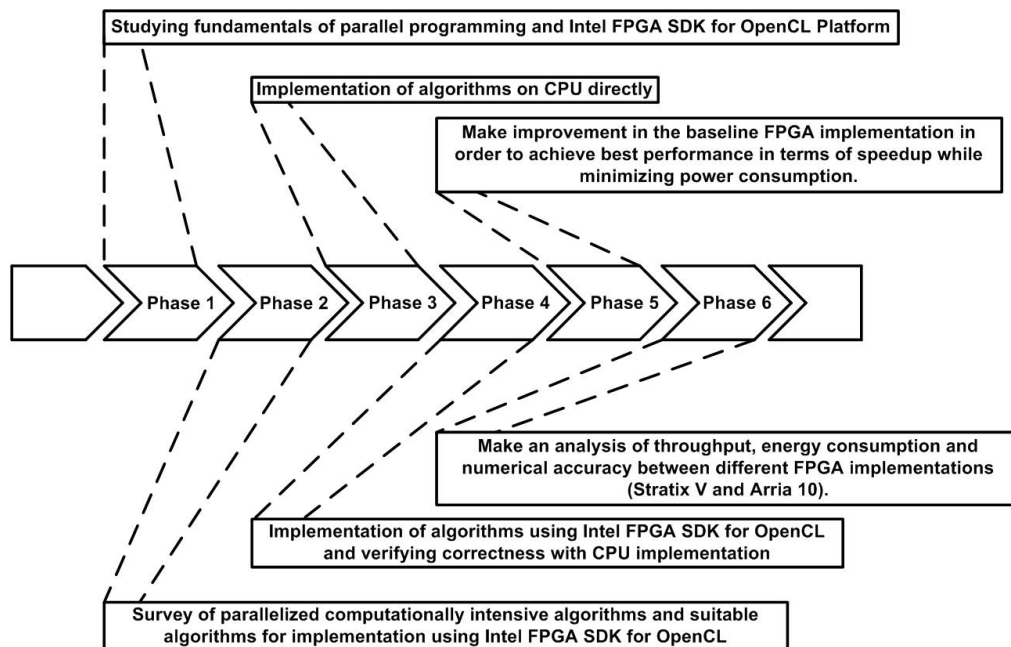 Studying fundamentals of parallel programming and Intel FPGA SDK for OpenCL Platform
Implementation of algorithms on CPU directly
Make improvement in the baseline FPGA implementation in
order to achieve best performance in terms of speedup while
minimizing power consumption.
Phase 1
Phase 2
Phase 3
Phase 4
Phase 5
Phase 6
Make an analysis of throughput, energy consumption and
numerical accuracy between different FPGA implementations
(Stratix V and Arria 10).
Implementation of algorithms using Intel FPGA SDK for OpenCL
and verifying correctness with CPU implementation
Survey of parallelized computationally intensive algorithms and suitable
algorithms for implementation using Intel FPGA SDK for OpenCL